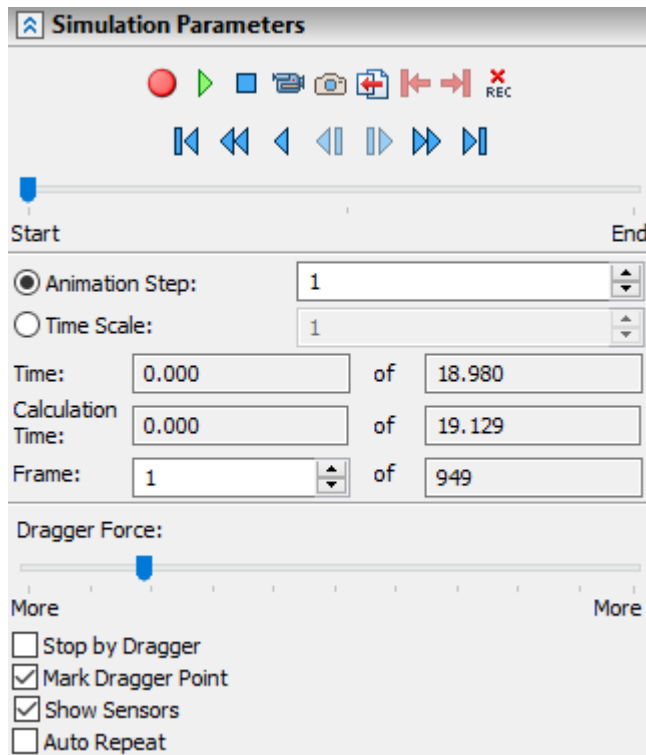 Simulation Parameters
REC
Start End
Animation Step: 1
Time Scale: 1
Time: 0.000 of 18.980
Calculation
Time: 0.000 of 19.129
Frame: 1 of 949
Dragger Force:
More More
Stop by Dragger
Mark Dragger Point
Show Sensors
Auto Repeat